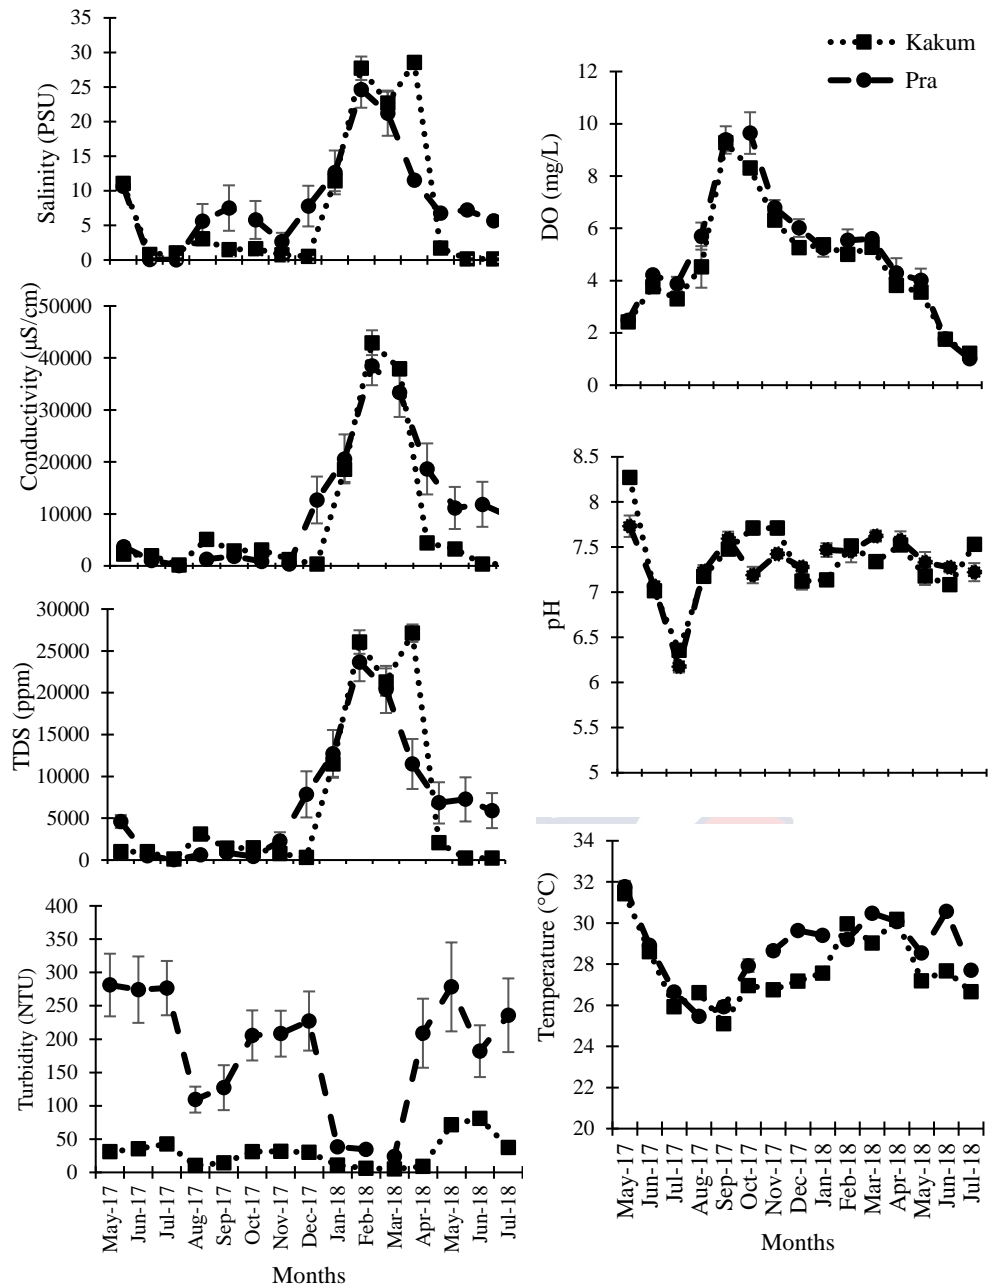 Kakum
Pra
Salinity (PSU)
35
30
25
20
15
10
5
0
Conductivity (µS/cm)
50000
40000
30000
20000
10000
0
TDS (ppm)
30000
25000
20000
15000
10000
5000
0
Turbidity (NTU)
400
350
300
250
200
150
100
50
0
May-17
Jun-17
Jul-17
Aug-17
Sep-17
Oct-17
Nov-17
Dec-17
Jan-18
Feb-18
Mar-18
Apr-18
May-18
Jun-18
Jul-18
Months
DO (mg/L)
12
10
8
6
4
2
0
pH
8.5
8
7.5
7
6.5
6
5.5
5
Temperature (°C)
34
32
30
28
26
24
22
20
May-17
Jun-17
Jul-17
Aug-17
Sep-17
Oct-17
Nov-17
Dec-17
Jan-18
Feb-18
Mar-18
Apr-18
May-18
Jun-18
Jul-18
Months